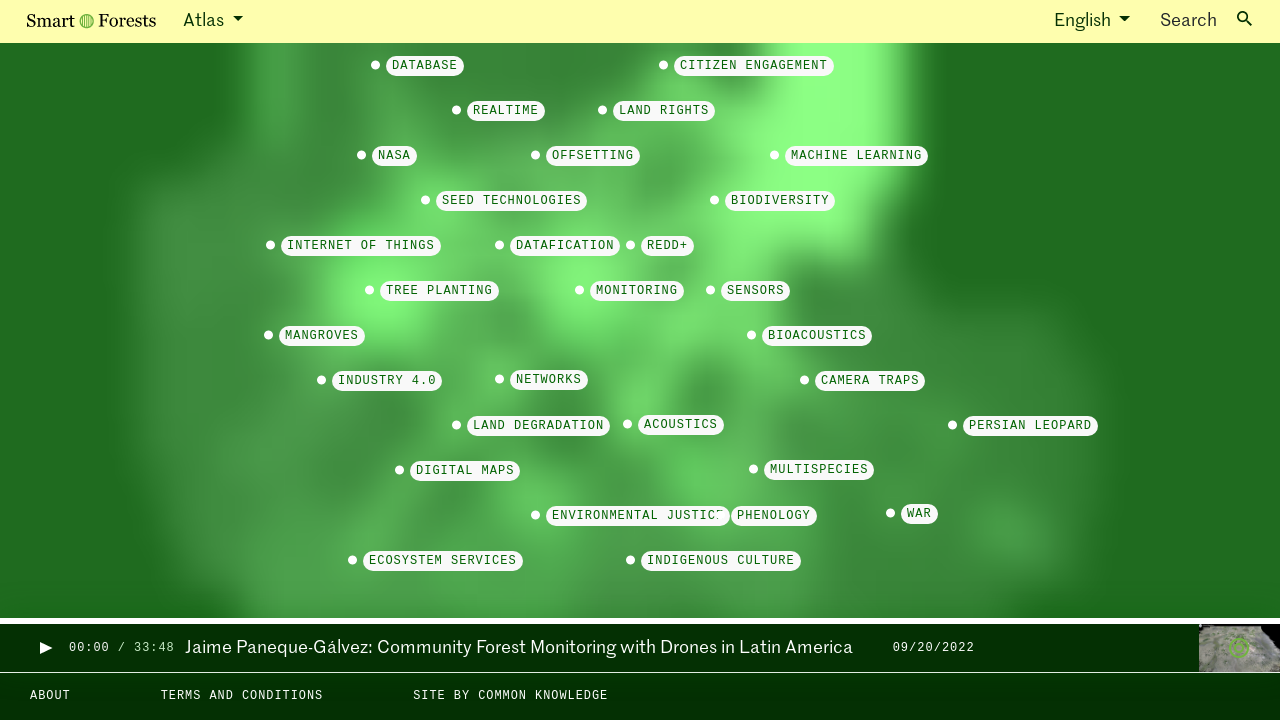 Smart Forests Atlas English Search
DATABASE CITIZEN ENGAGEMENT
REALTIME LAND RIGHTS
NASA OFFSETTING MACHINE LEARNING
SEED TECHNOLOGIES BIODIVERSITY
INTERNET OF THINGS DATAFICATION REDD+
TREE PLANTING MONITORING SENSORS
MANGROVES BIOACOUSTICS
INDUSTRY 4.0 NETWORKS CAMERA TRAPS
LAND DEGRADATION ACOUSTICS PERSIAN LEOPARD
DIGITAL MAPS MULTISPECIES
ENVIRONMENTAL JUSTICE PHENOLOGY WAR
ECOSYSTEM SERVICES INDIGENOUS CULTURE
00:00 / 33:48 Jaime Paneque-Gálvez: Community Forest Monitoring with Drones in Latin America 09/20/2022
ABOUT TERMS AND CONDITIONS SITE BY COMMON KNOWLEDGE